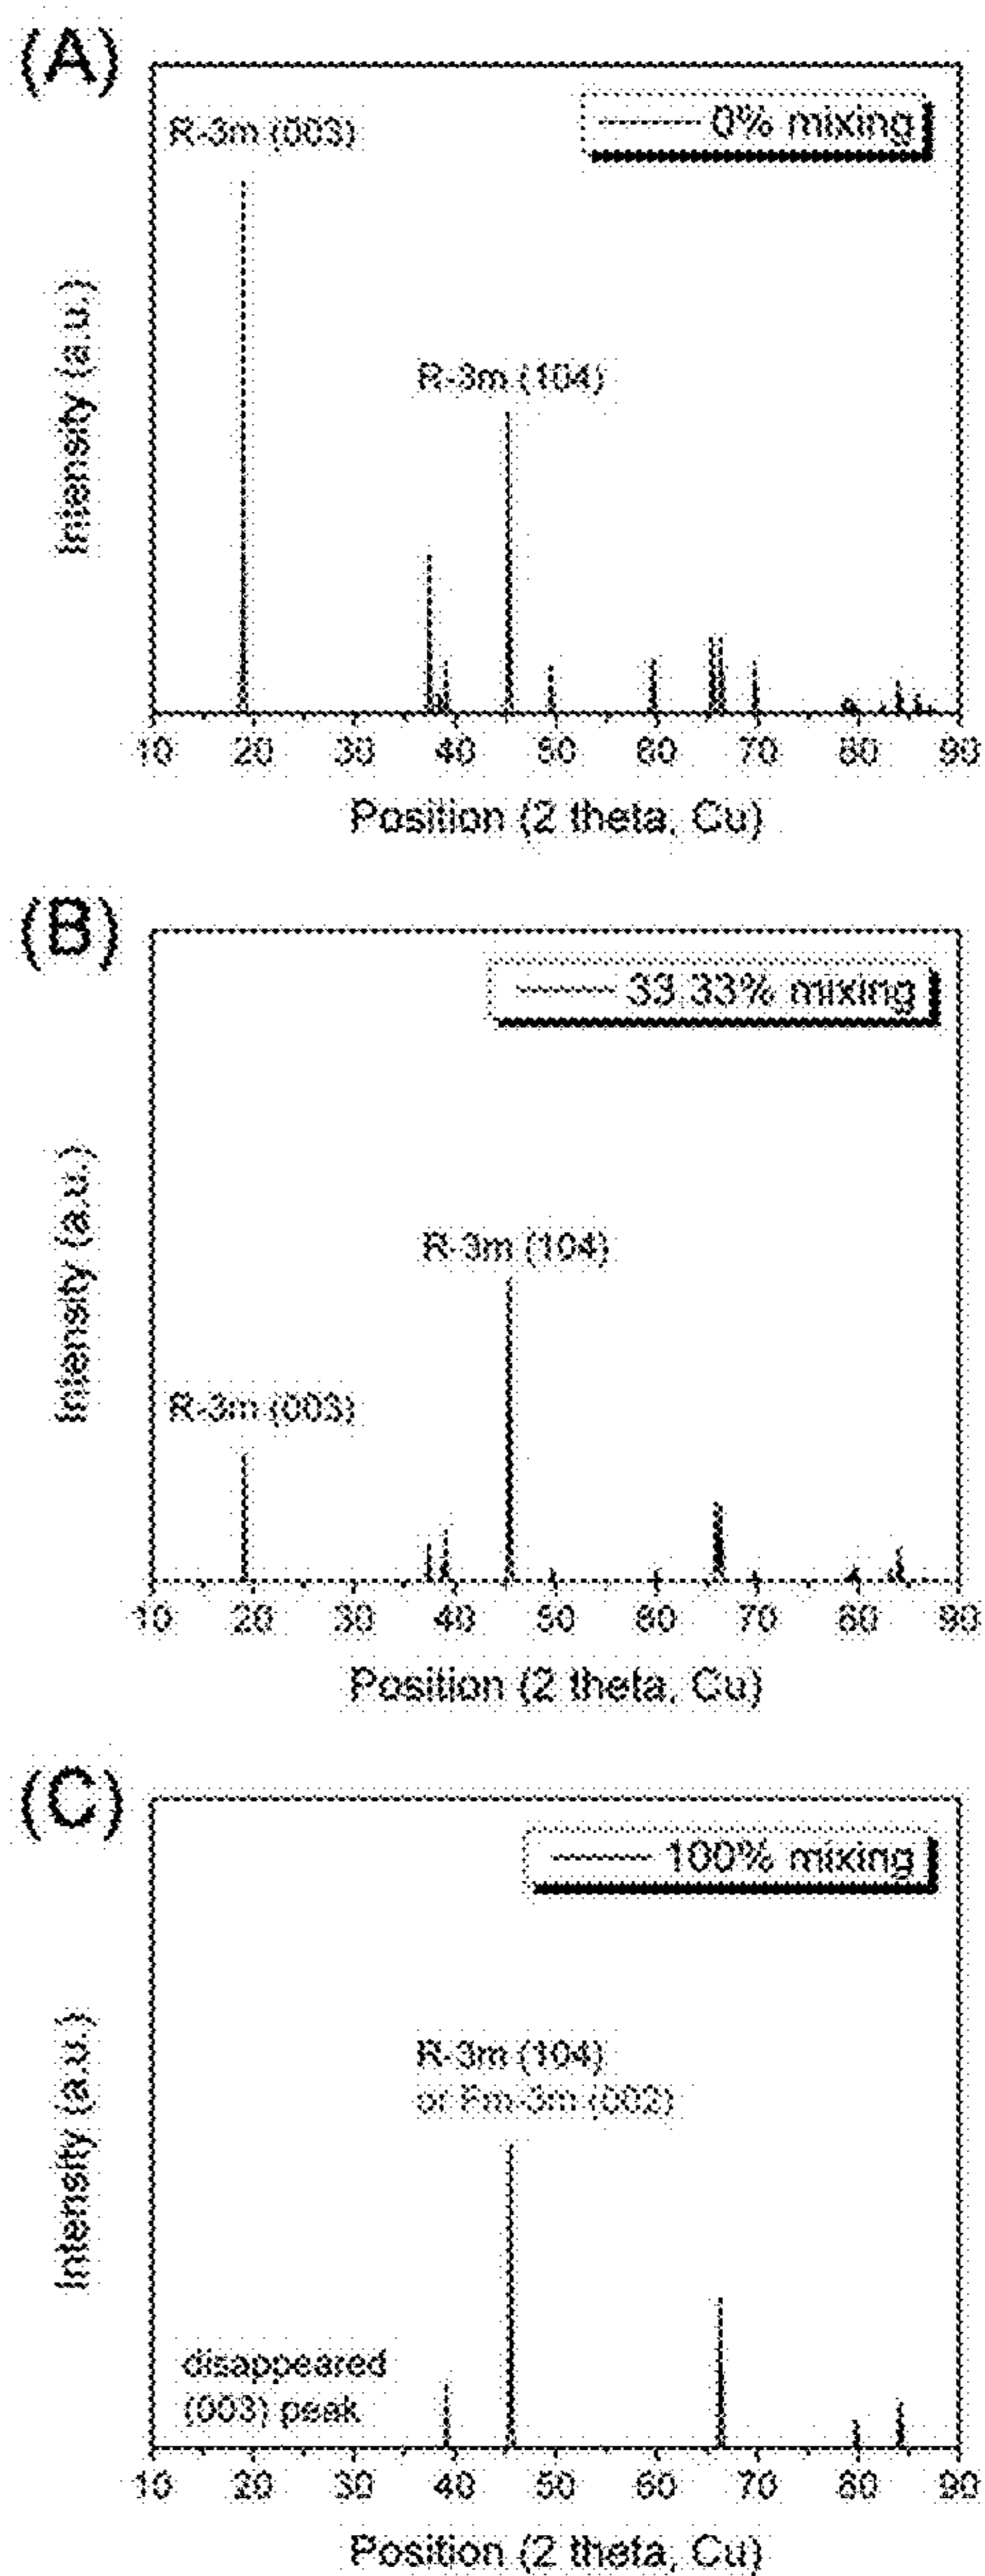 (A)
R-3m (003)
0% mixing
R-3m (104)
Intensity (a.u.)
10 20 30 40 50 60 70 80 90
Position (2 theta, Cu)
(B)
33.33% mixing
R-3m (104)
Intensity (a.u.)
R-3m (003)
10 20 30 40 50 60 70 80 90
Position (2 theta, Cu)
(C)
100% mixing
R-3m (104)
or Fm-3m (002)
Intensity (a.u.)
disappeared
(003) peak
10 20 30 40 50 60 70 80 90
Position (2 theta, Cu)